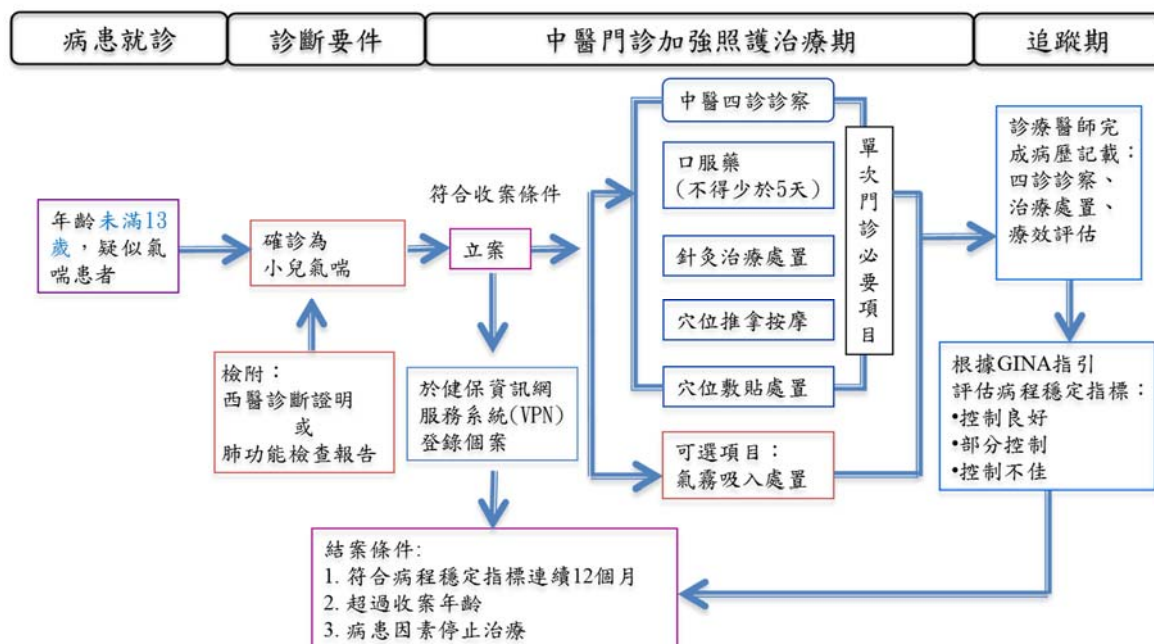 病患就診
診斷要件
中醫門診加強照護治療期
追蹤期
年齡未滿13
歲，疑似氣
喘患者
確診為
小兒氣喘
檢附：
西醫診斷證明
或
肺功能檢查報告
符合收案條件
立案
於健保資訊網
服務系統(VPN)
登錄個案
中醫四診診察
口服藥
(不得少於5天)
針灸治療處置
穴位推拿按摩
穴位敷貼處置
單次門診必要項目
可選項目：
氣霧吸入處置
診療醫師完
成病歷記載：
四診診察、
治療處置、
療效評估
根據GINA指引
評估病程穩定指標：
•控制良好
•部分控制
•控制不佳
結案條件:
1. 符合病程穩定指標連續12個月
2. 超過收案年齡
3. 病患因素停止治療